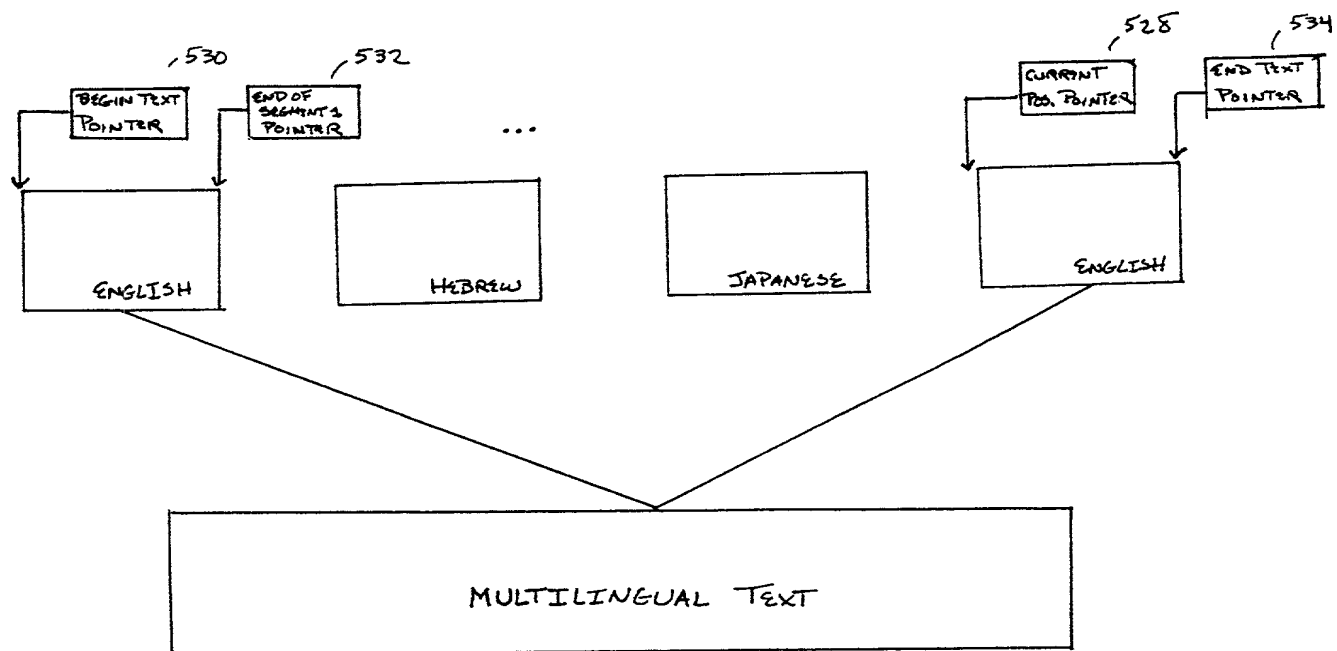 530
532
528
534
BEGIN TEXT
POINTER
END OF
SEGMENT 1
POINTER
...
CURRENT
POS. POINTER
END TEXT
POINTER
ENGLISH
HEBREW
JAPANESE
ENGLISH
MULTILINGUAL TEXT